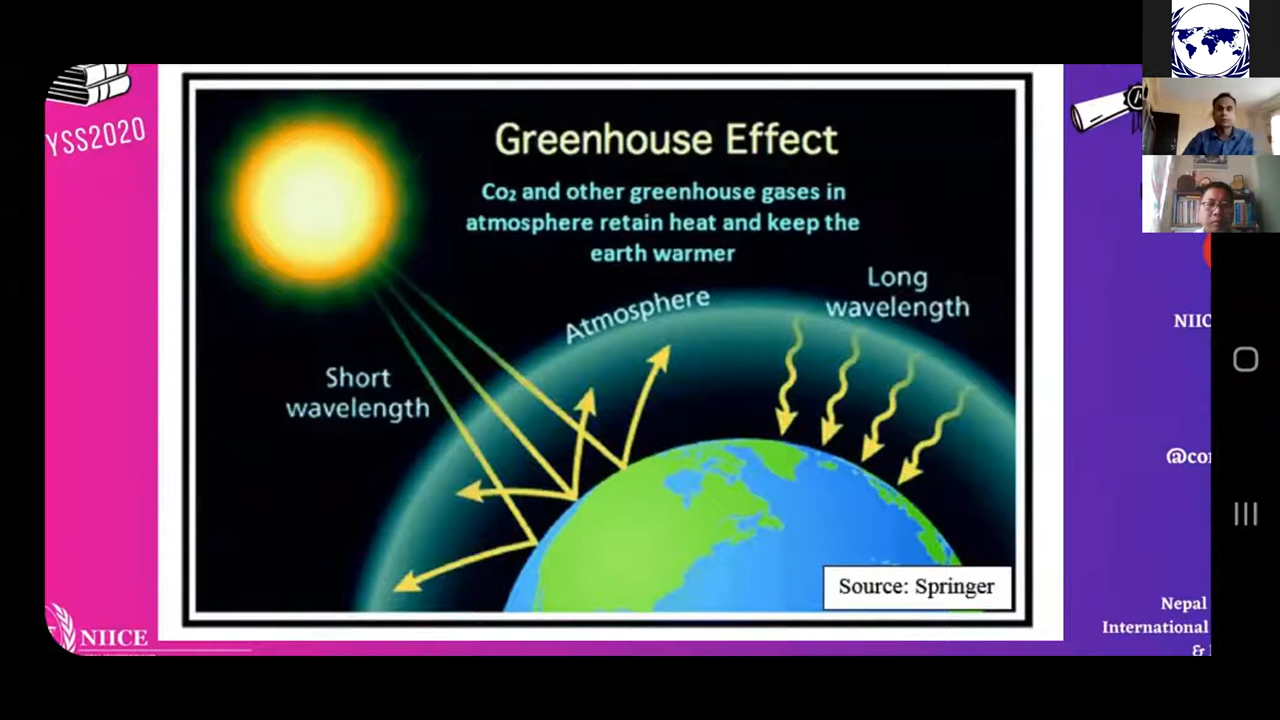 YSS2020
Greenhouse Effect
Co₂ and other greenhouse gases in
atmosphere retain heat and keep the
earth warmer
Atmosphere
Long
wavelength
Short
wavelength
Source: Springer
NIICE
NIIC
@co
Nepal
International
&